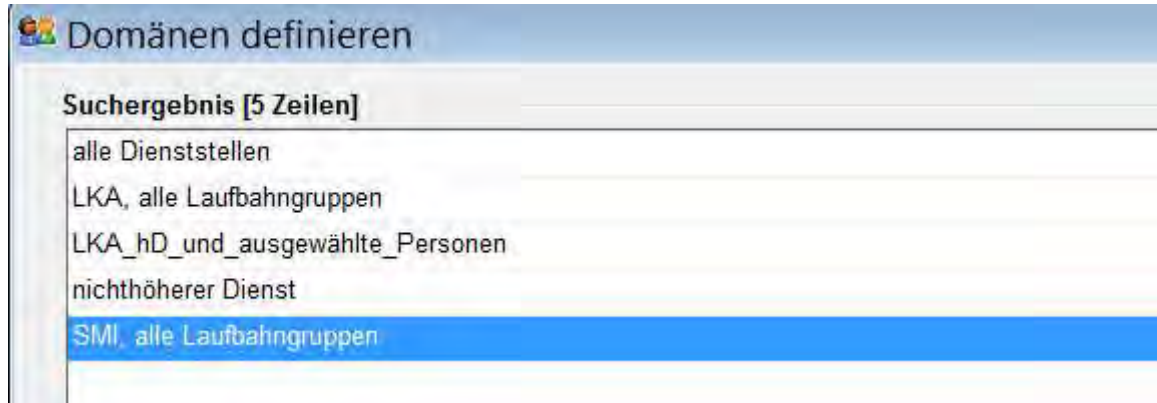 Domänen definieren
Suchergebnis [5 Zeilen]
alle Dienststellen
LKA, alle Laufbahngruppen
LKA_hD_und_ausgewählte_Personen
nichthöherer Dienst
SMI, alle Laufbahngruppen